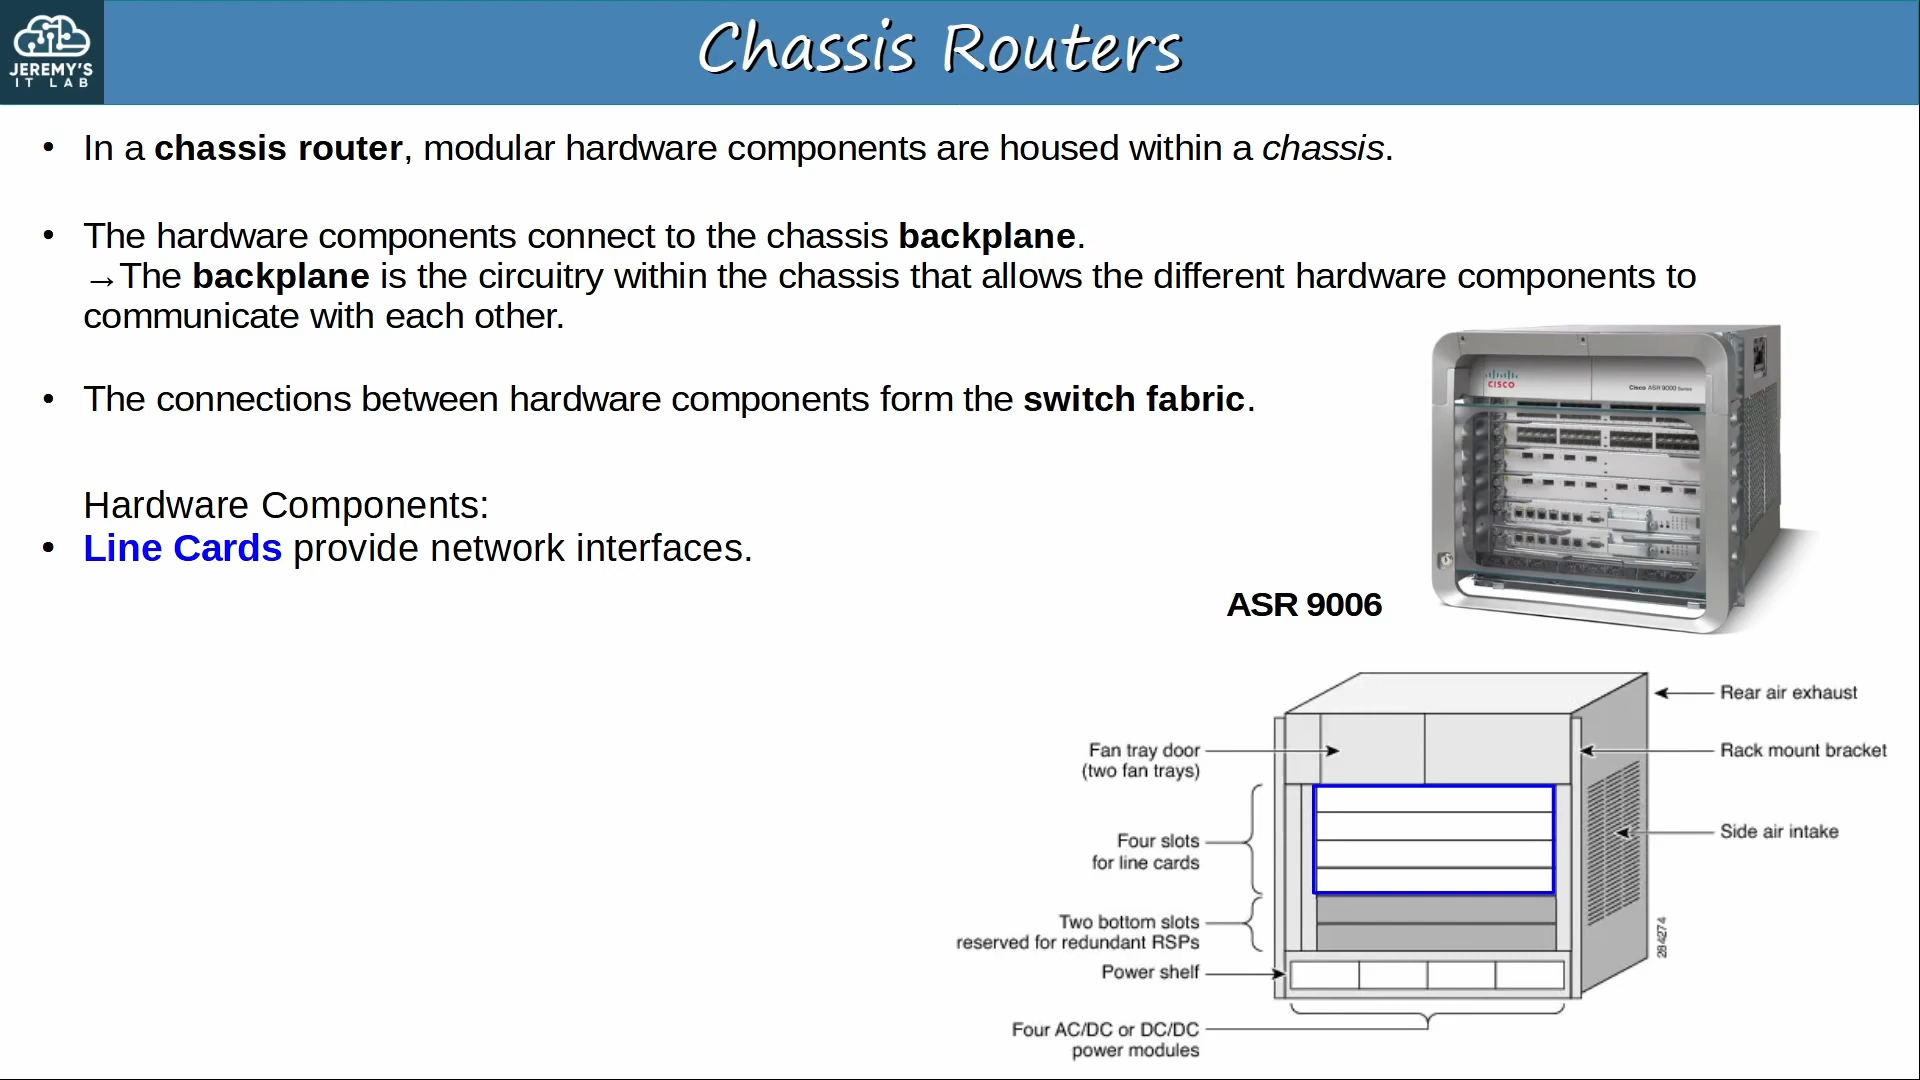 JEREMY'S
IT LAB
Chassis Routers
• In a chassis router, modular hardware components are housed within a chassis.
• The hardware components connect to the chassis backplane.
→The backplane is the circuitry within the chassis that allows the different hardware components to
communicate with each other.
• The connections between hardware components form the switch fabric.
Hardware Components:
• Line Cards provide network interfaces.
CISCO
Cisco ASR 9000 Series
ASR 9006
Rear air exhaust
Fan tray door
(two fan trays)
Rack mount bracket
Four slots
for line cards
Side air intake
Two bottom slots
reserved for redundant RSPs
284274
Power shelf
Four AC/DC or DC/DC
power modules